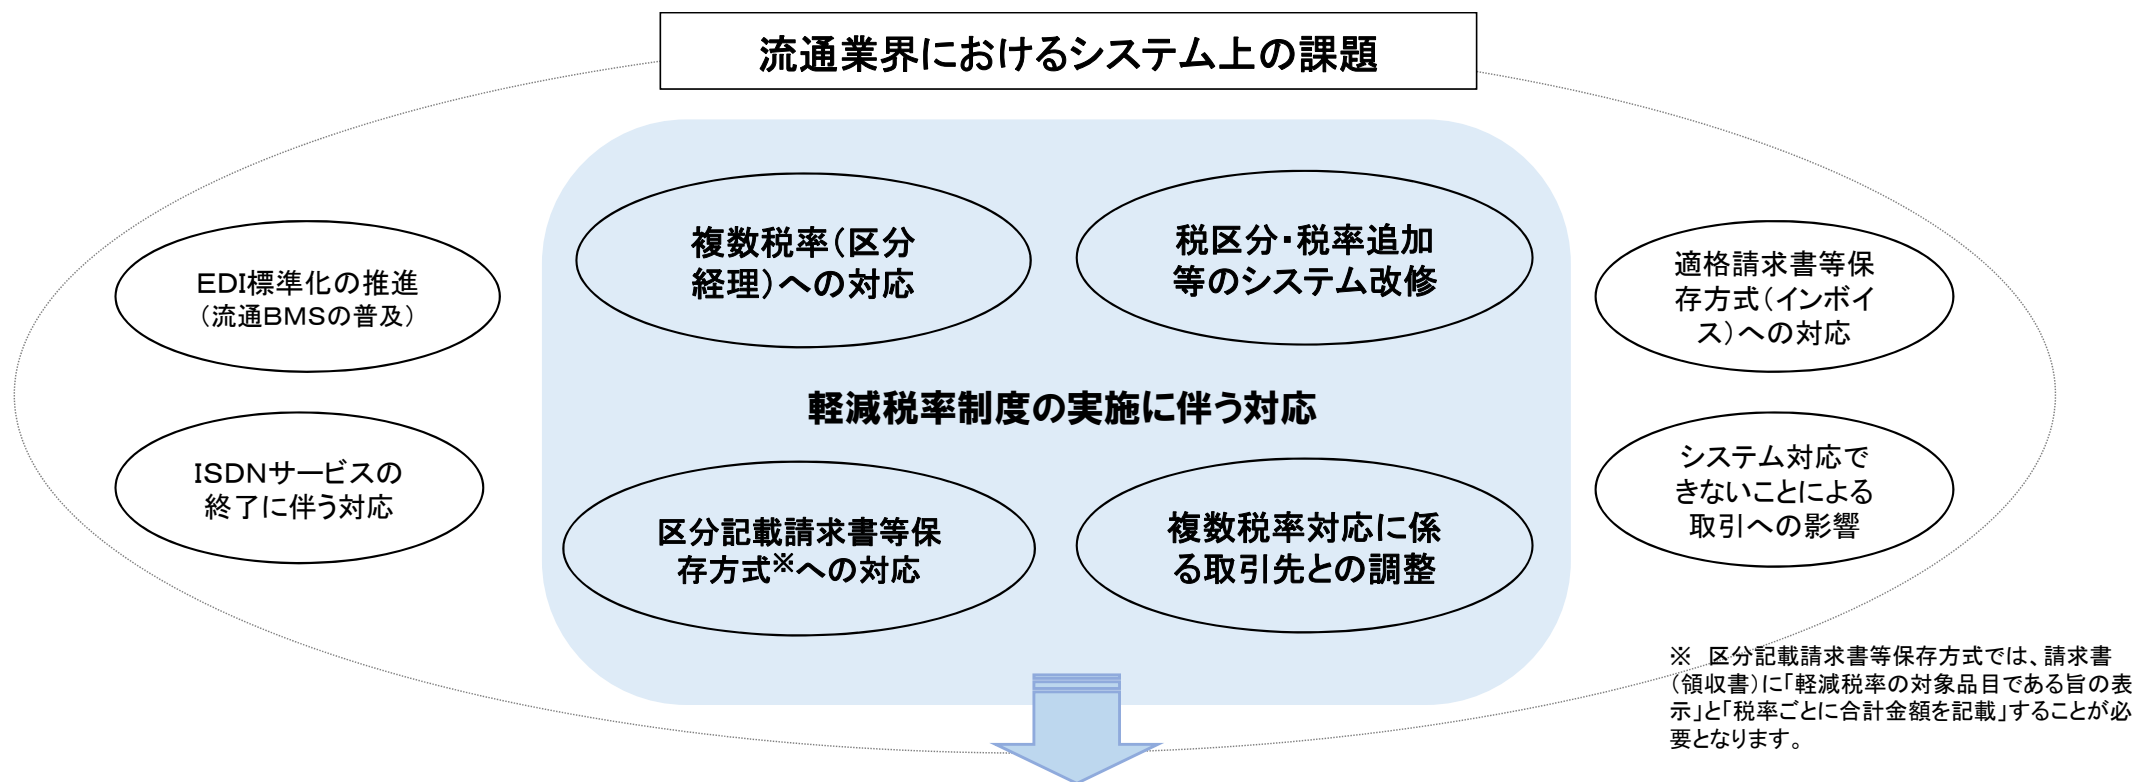 流通業界におけるシステム上の課題
複数税率（区分
経理）への対応
税区分・税率追加
等のシステム改修
EDI標準化の推進
（流通BMSの普及）
適格請求書等保
存方式（インボイ
ス）への対応
軽減税率制度の実施に伴う対応
ISDNサービスの
終了に伴う対応
区分記載請求書等保
存方式※への対応
複数税率対応に係
る取引先との調整
システム対応で
きないことによる
取引への影響
※　区分記載請求書等保存方式では、請求書
（領収書）に「軽減税率の対象品目である旨の表
示」と「税率ごとに合計金額を記載」することが必
要となります。